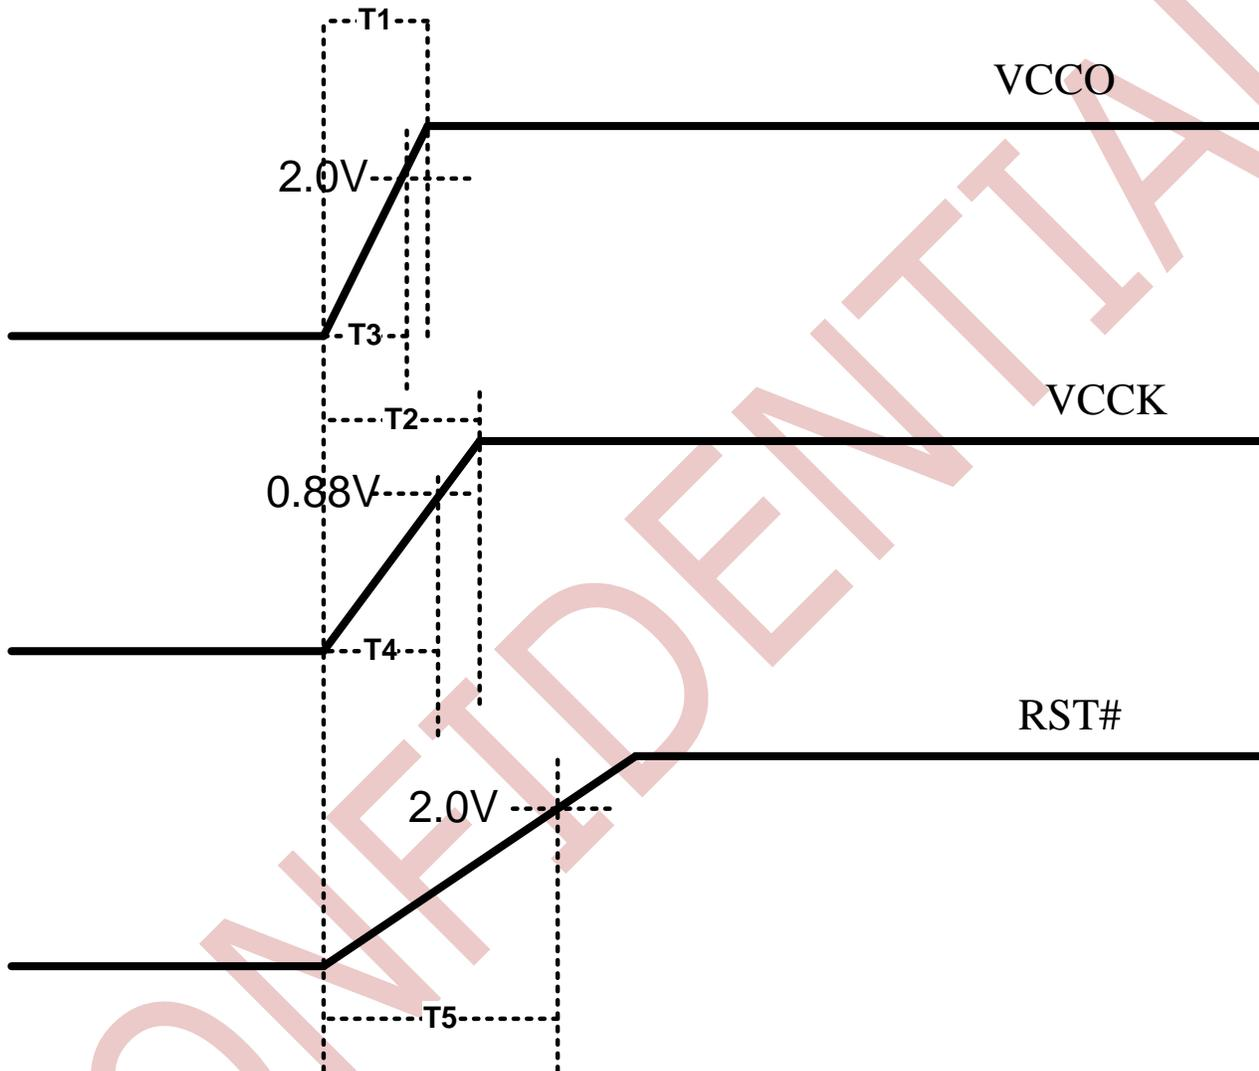 T1
VCCO
2.0V
T3
T2
VCCK
0.88V
T4
RST#
2.0V
T5
CONFIDENTIAL